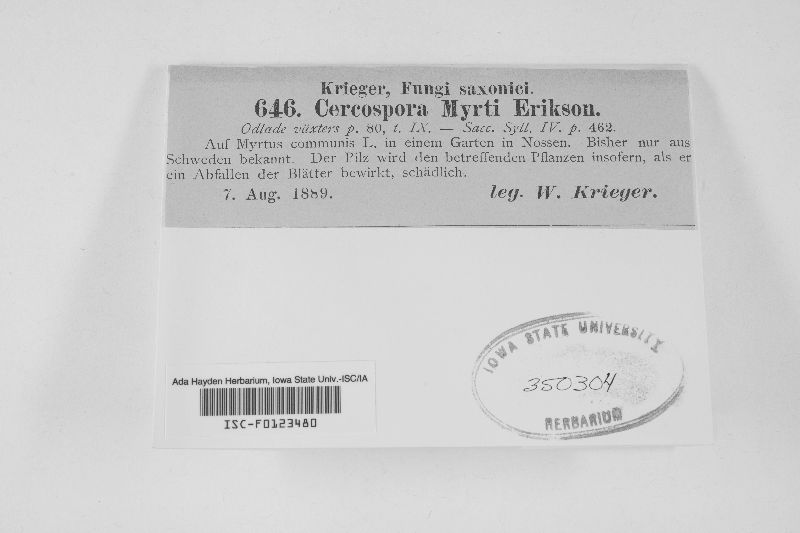 Krieger, Fungi saxonici.
646. Cercospora Myrti Erikson.
Odlade växters p. 80, t. IX. — Sacc. Syll. IV. p. 462.
Auf Myrtus communis L. in einem Garten in Nossen. Bisher nur aus
Schweden bekannt. Der Pilz wird den betreffenden Pflanzen insofern, als er
ein Abfallen der Blätter bewirkt, schädlich.
7. Aug. 1889. leg. W. Krieger.
IOWA STATE UNIVERSITY
350304
HERBARIUM
Ada Hayden Herbarium, Iowa State Univ.-ISC/IA
ISC-F0123480